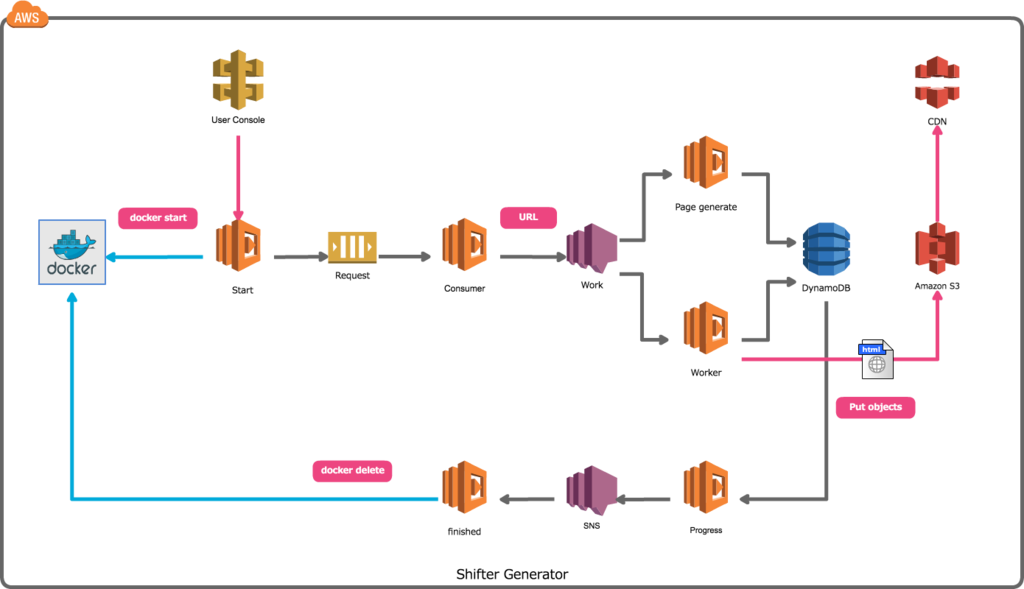 AWS
User Console
CDN
docker start
URL
Page generate
docker
Start
Request
Consumer
Work
DynamoDB
Amazon S3
html
Worker
Put objects
docker delete
finished
SNS
Progress
Shifter Generator